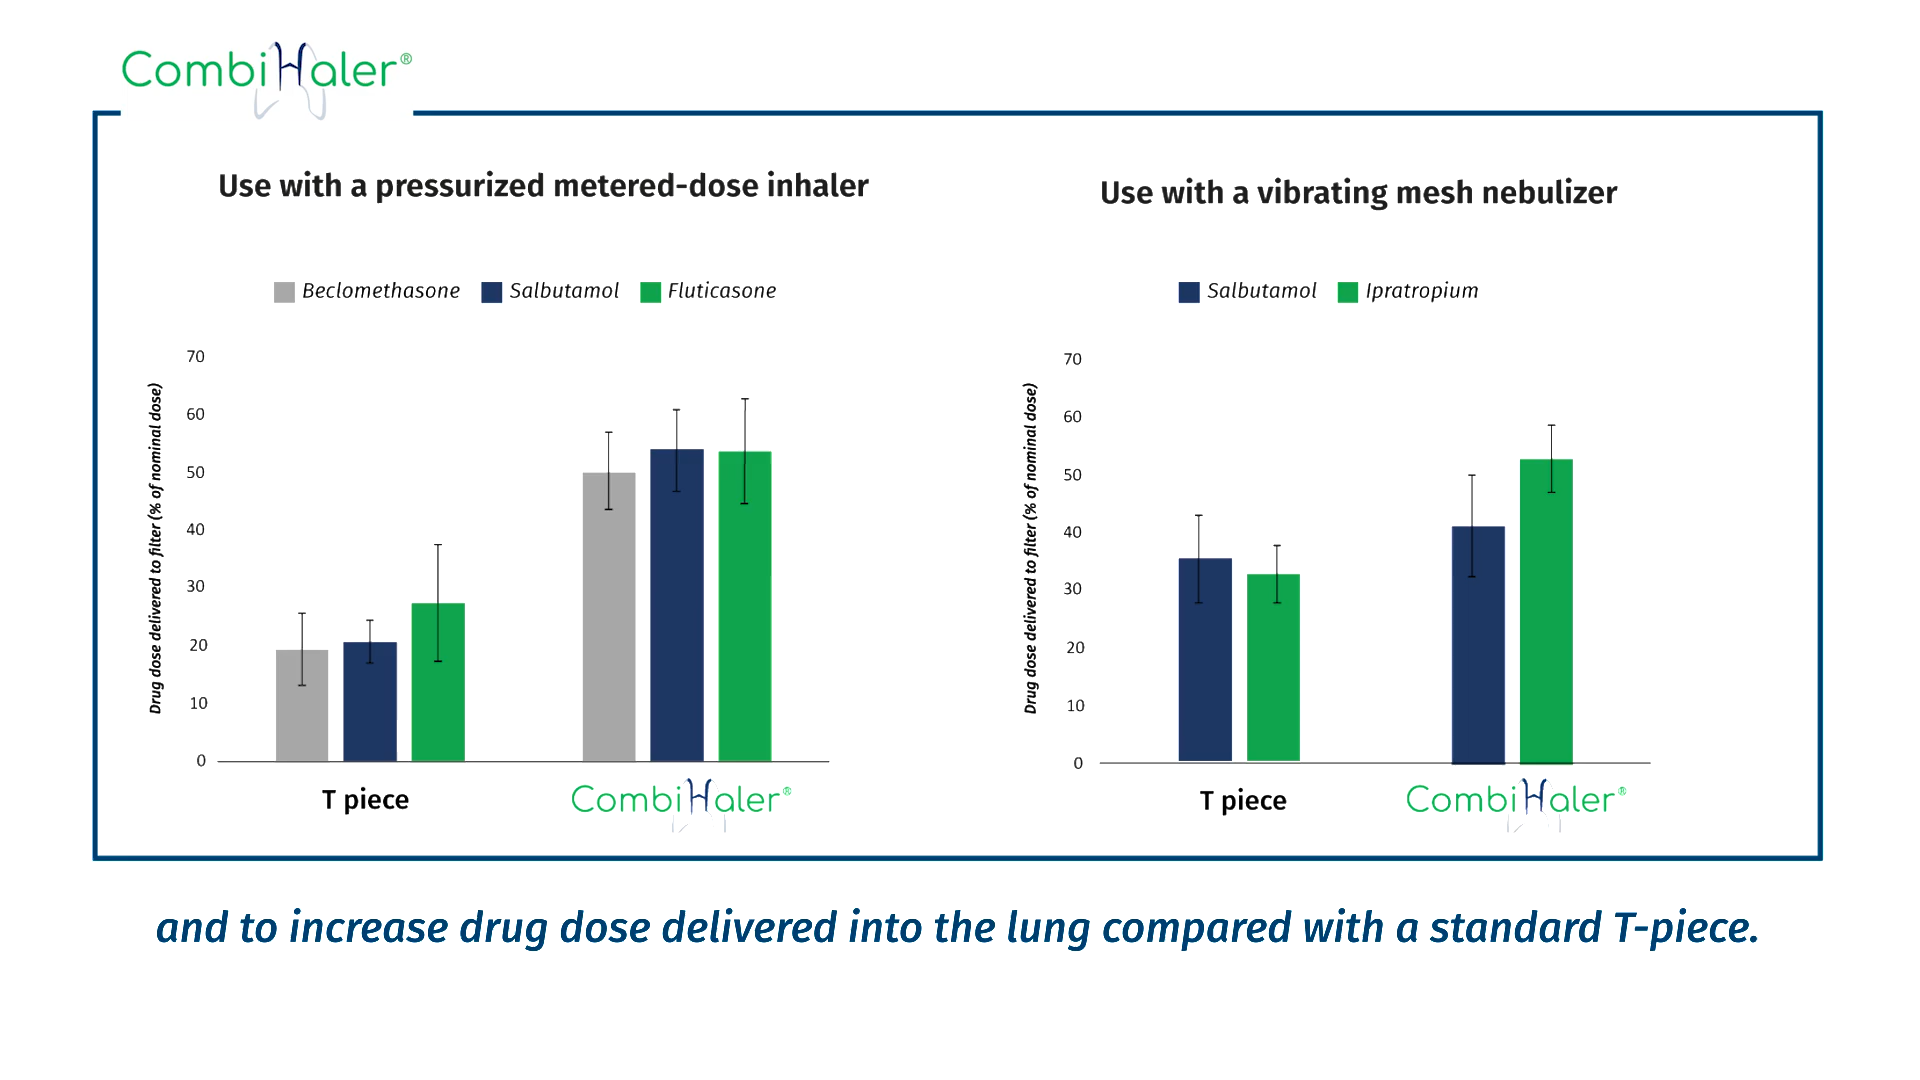 CombiHaler®
Use with a pressurized metered-dose inhaler
Beclomethasone Salbutamol Fluticasone
Drug dose delivered to filter (% of nominal dose)
70
60
50
40
30
20
10
0
T piece CombiHaler®
Use with a vibrating mesh nebulizer
Salbutamol Ipratropium
Drug dose delivered to filter (% of nominal dose)
70
60
50
40
30
20
10
0
T piece CombiHaler®
and to increase drug dose delivered into the lung compared with a standard T-piece.